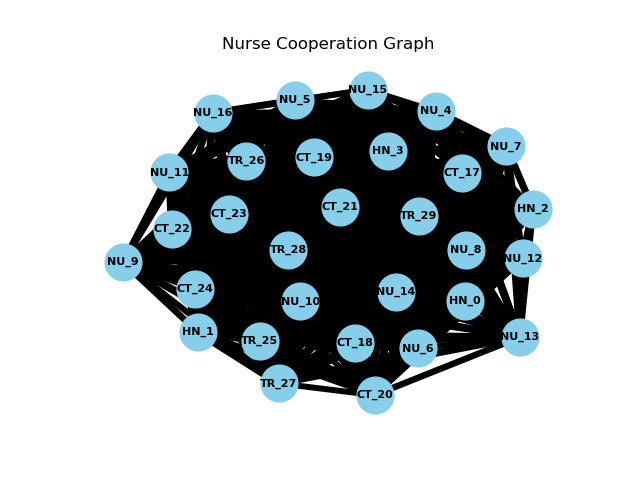 Nurse Cooperation Graph
NU_15
NU_5
NU_4
NU_16
NU_7
HN_3
CT_19
TR_26
NU_11
CT_17
CT_21
HN_2
CT_23
TR_29
CT_22
TR_28
NU_8
NU_12
NU_9
CT_24
NU_14
NU_10
HN_0
HN_1
NU_13
TR_25
CT_18
NU_6
TR_27
CT_20